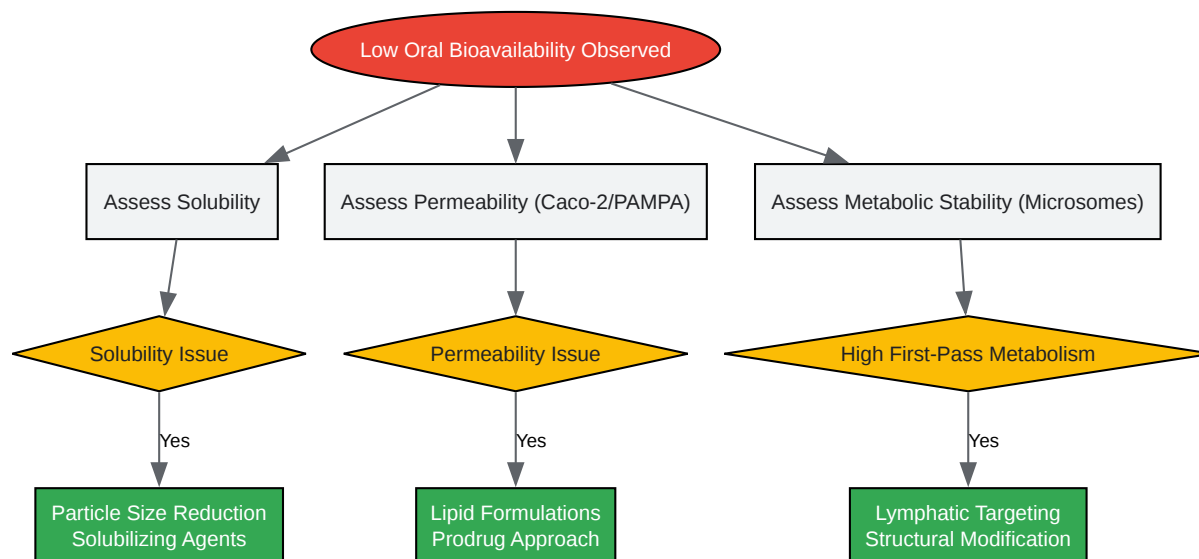 Low Oral Bioavailability Observed
Assess Solubility
Assess Permeability (Caco-2/PAMPA)
Assess Metabolic Stability (Microsomes)
Solubility Issue
Permeability Issue
High First-Pass Metabolism
Yes
Yes
Yes
Particle Size Reduction
Solubilizing Agents
Lipid Formulations
Prodrug Approach
Lymphatic Targeting
Structural Modification